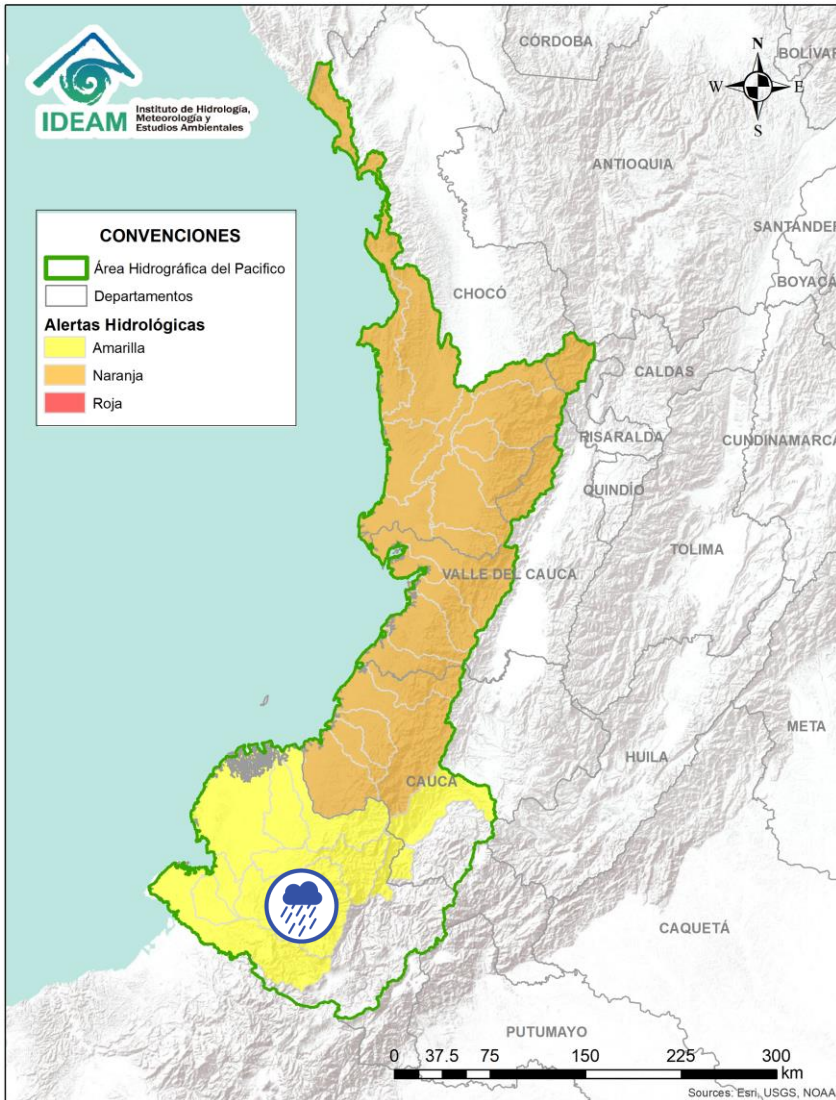 CÓRDOBA
BOLÍVAR
N
W
E
S
IDEAM
Instituto de Hidrología,
Meteorología y
Estudios Ambientales
ANTIOQUIA
SANTANDER
CONVENCIONES
Área Hidrográfica del Pacifico
Departamentos
Alertas Hidrológicas
Amarilla
Naranja
Roja
BOYACÁ
CHOCÓ
CALDAS
RISARALDA
CUNDINAMARCA
QUINDÍO
TOLIMA
VALLE DEL CAUCA
META
HUILA
CAUCA
CAQUETÁ
PUTUMAYO
0 37.5 75 150 225 300
km
Sources: Esri, USGS, NOAA